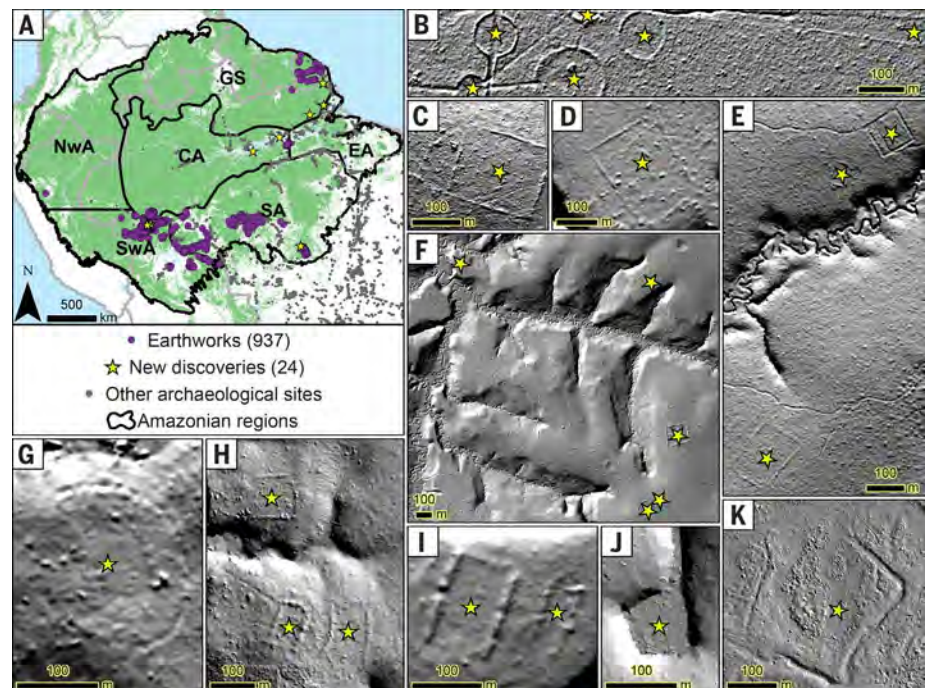 A
GS
NwA
CA
EA
SA
SwA
N
500
km
Earthworks (937)
New discoveries (24)
Other archaeological sites
Amazonian regions
B
100
m
C
100
m
D
100
m
E
100
m
F
100
m
G
100
m
H
100
m
I
100
m
J
100
m
K
100
m